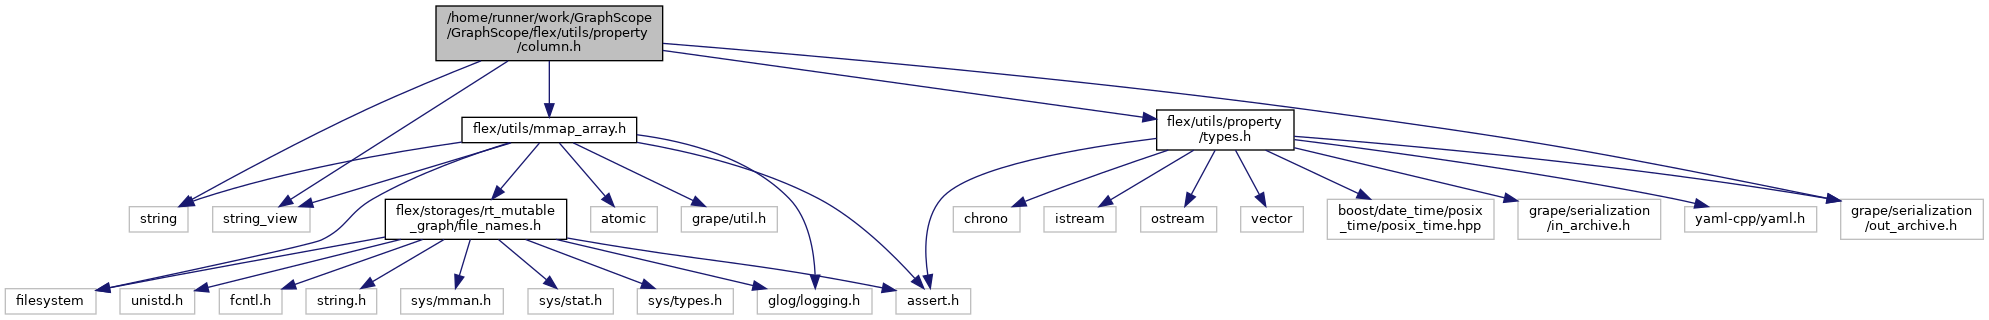 /home/runner/work/GraphScope
/GraphScope/flex/utils/property
/column.h
flex/utils/mmap_array.h
flex/utils/property
/types.h
string
string_view
flex/storages/rt_mutable
_graph/file_names.h
atomic
grape/util.h
chrono
istream
ostream
vector
boost/date_time/posix
_time/posix_time.hpp
grape/serialization
/in_archive.h
yaml-cpp/yaml.h
grape/serialization
/out_archive.h
filesystem
unistd.h
fcntl.h
string.h
sys/mman.h
sys/stat.h
sys/types.h
glog/logging.h
assert.h